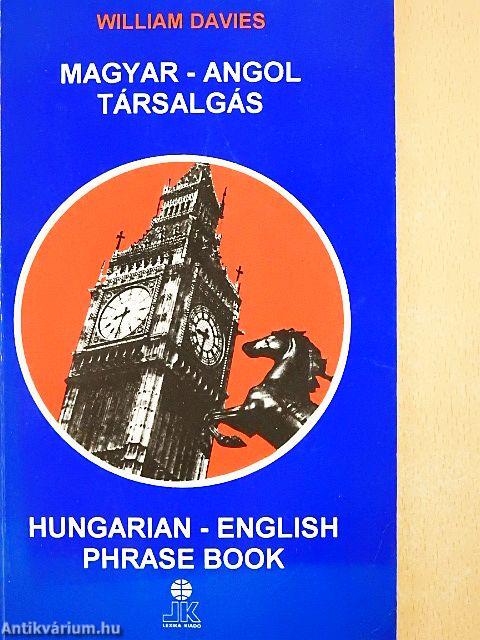 WILLIAM DAVIES
MAGYAR - ANGOL
TÁRSALGÁS
HUNGARIAN - ENGLISH
PHRASE BOOK
JK
LEXIKA KIADÓ
Antikvárium.hu